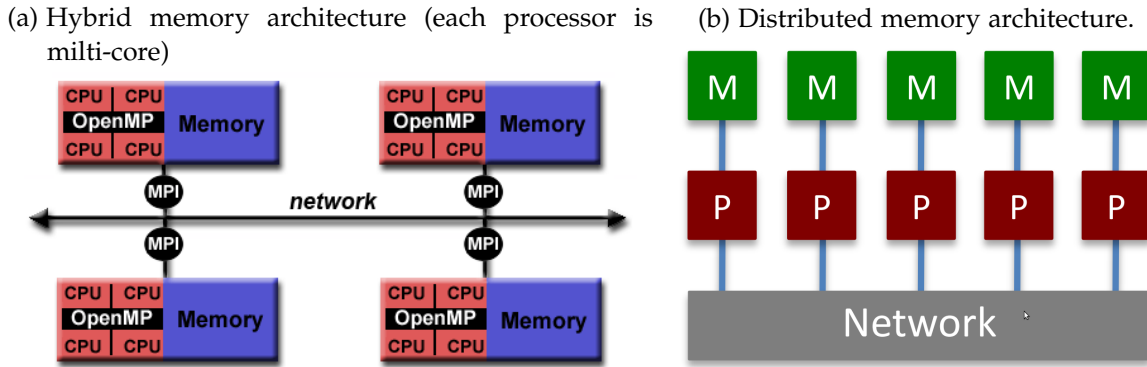 (a) Hybrid memory architecture (each processor is
milti-core)
CPU CPU
OpenMP
CPU CPU
Memory
CPU CPU
OpenMP
CPU CPU
Memory
MPI
MPI
network
MPI
MPI
CPU CPU
OpenMP
CPU CPU
Memory
CPU CPU
OpenMP
CPU CPU
Memory
(b) Distributed memory architecture.
M M M M M
P P P P P
Network